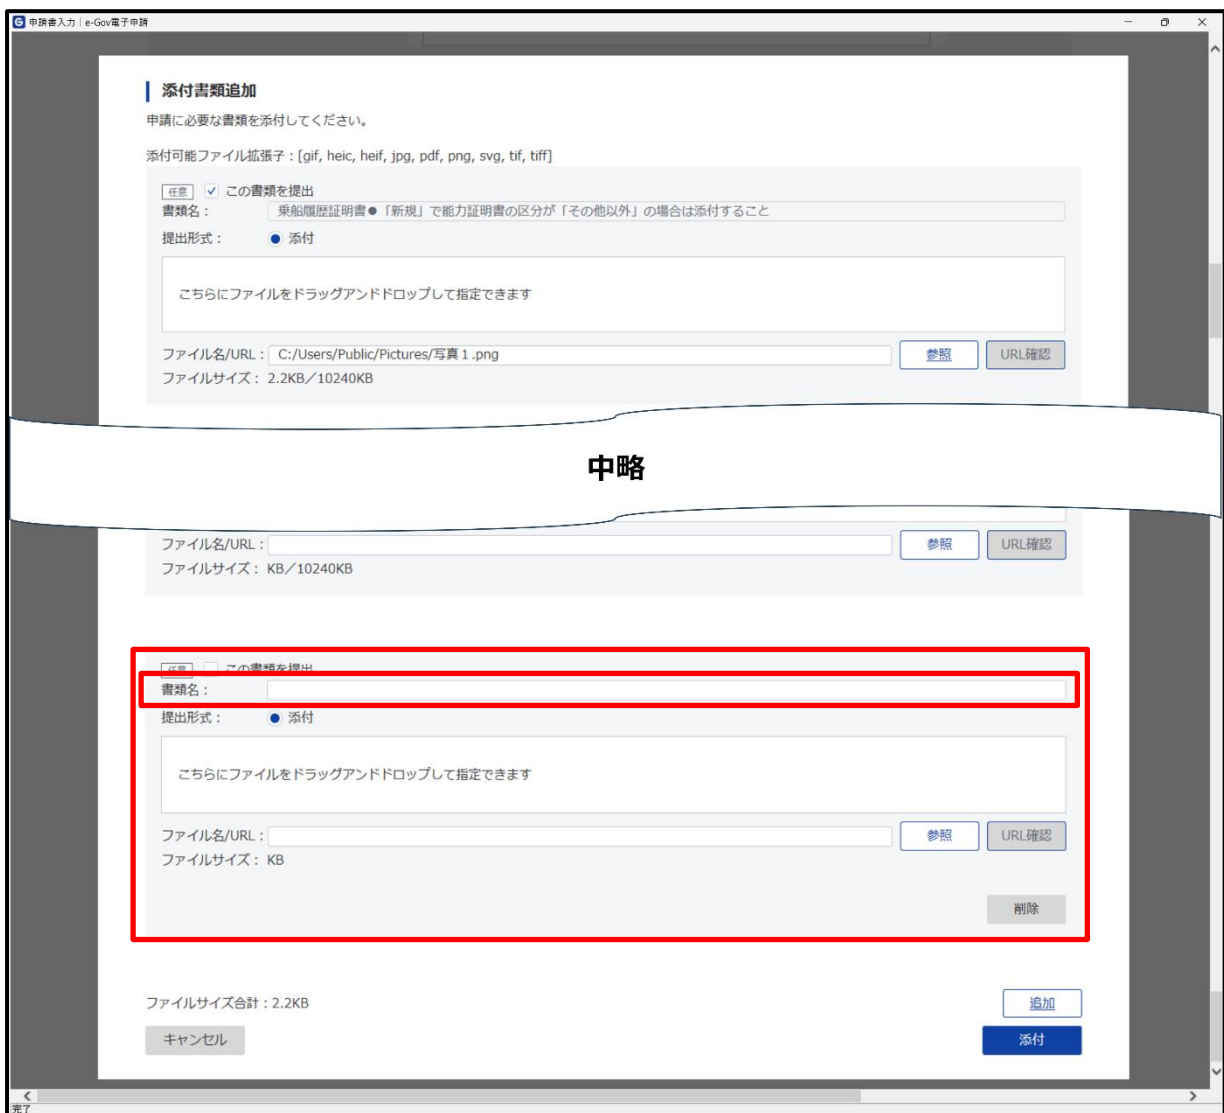 申請書入力｜e-Gov電子申請
添付書類追加
申請に必要な書類を添付してください。
添付可能ファイル拡張子：[gif, heic, heif, jpg, pdf, png, svg, tif, tiff]
任意 この書類を提出
書類名： 乗船履歴証明書●「新規」で能力証明書の区分が「その他以外」の場合は添付すること
提出形式： 添付
こちらにファイルをドラッグアンドドロップして指定できます
ファイル名/URL： C:/Users/Public/Pictures/写真１.png 参照 URL確認
ファイルサイズ： 2.2KB／10240KB
中略
ファイル名/URL： 参照 URL確認
ファイルサイズ： KB／10240KB
任意 この書類を提出
書類名：
提出形式： 添付
こちらにファイルをドラッグアンドドロップして指定できます
ファイル名/URL： 参照 URL確認
ファイルサイズ： KB
削除
ファイルサイズ合計：2.2KB 追加
キャンセル 添付
完了